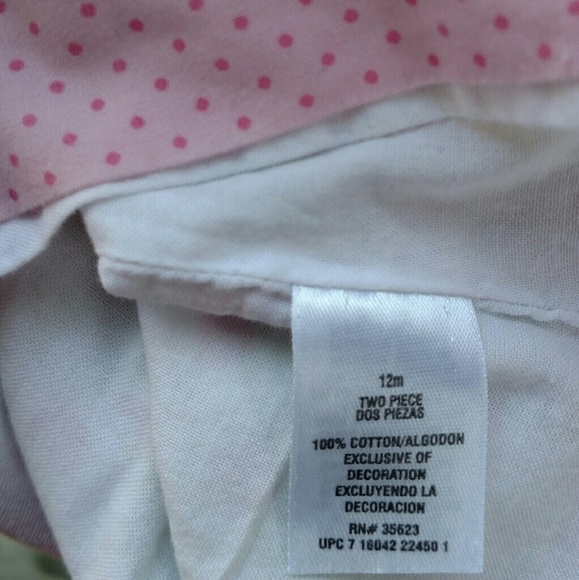 12m
TWO PIECE
DOS PIEZAS
100% COTTON/ALGODON
EXCLUSIVE OF
DECORATION
EXCLUYENDO LA
DECORACION
RN# 35623
UPC 7 16042 22450 1